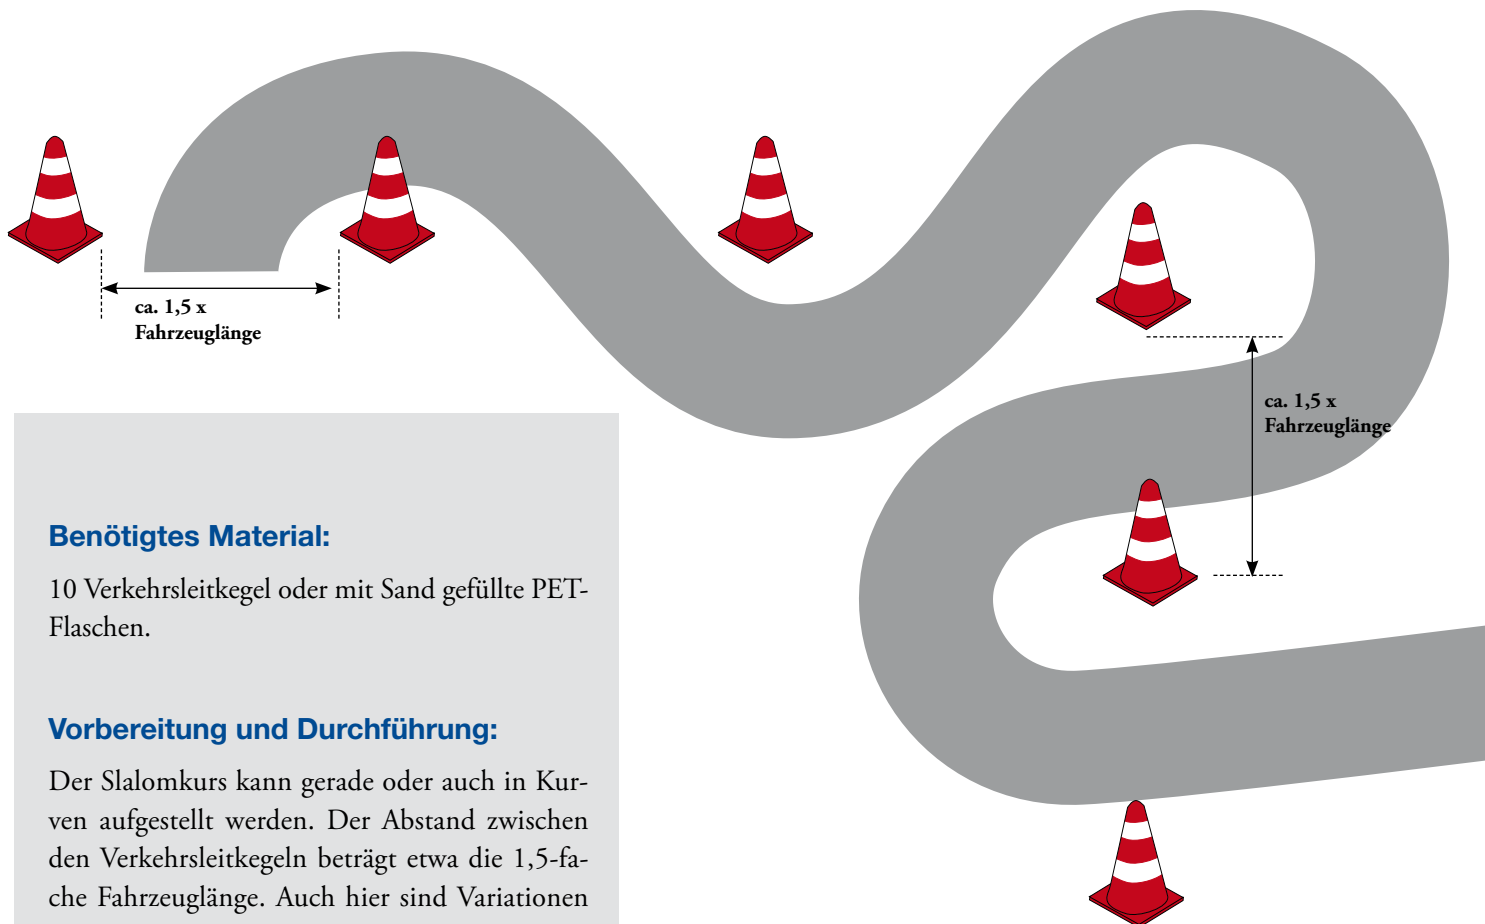 ca. 1,5 x
Fahrzeuglänge
ca. 1,5 x
Fahrzeuglänge
Benötigtes Material:
10 Verkehrsleitkegel oder mit Sand gefüllte PET-
Flaschen.
Vorbereitung und Durchführung:
Der Slalomkurs kann gerade oder auch in Kur-
ven aufgestellt werden. Der Abstand zwischen
den Verkehrsleitkegeln beträgt etwa die 1,5-fa-
che Fahrzeuglänge. Auch hier sind Variationen